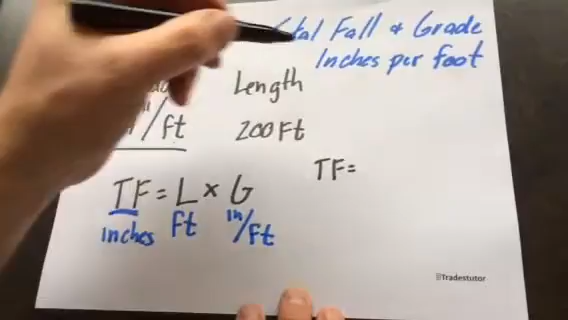 Fall & Grade
Inches per foot
Length
"/ft
200 Ft
TF=
TF = L × G
inches Ft in/Ft
Tradestutor